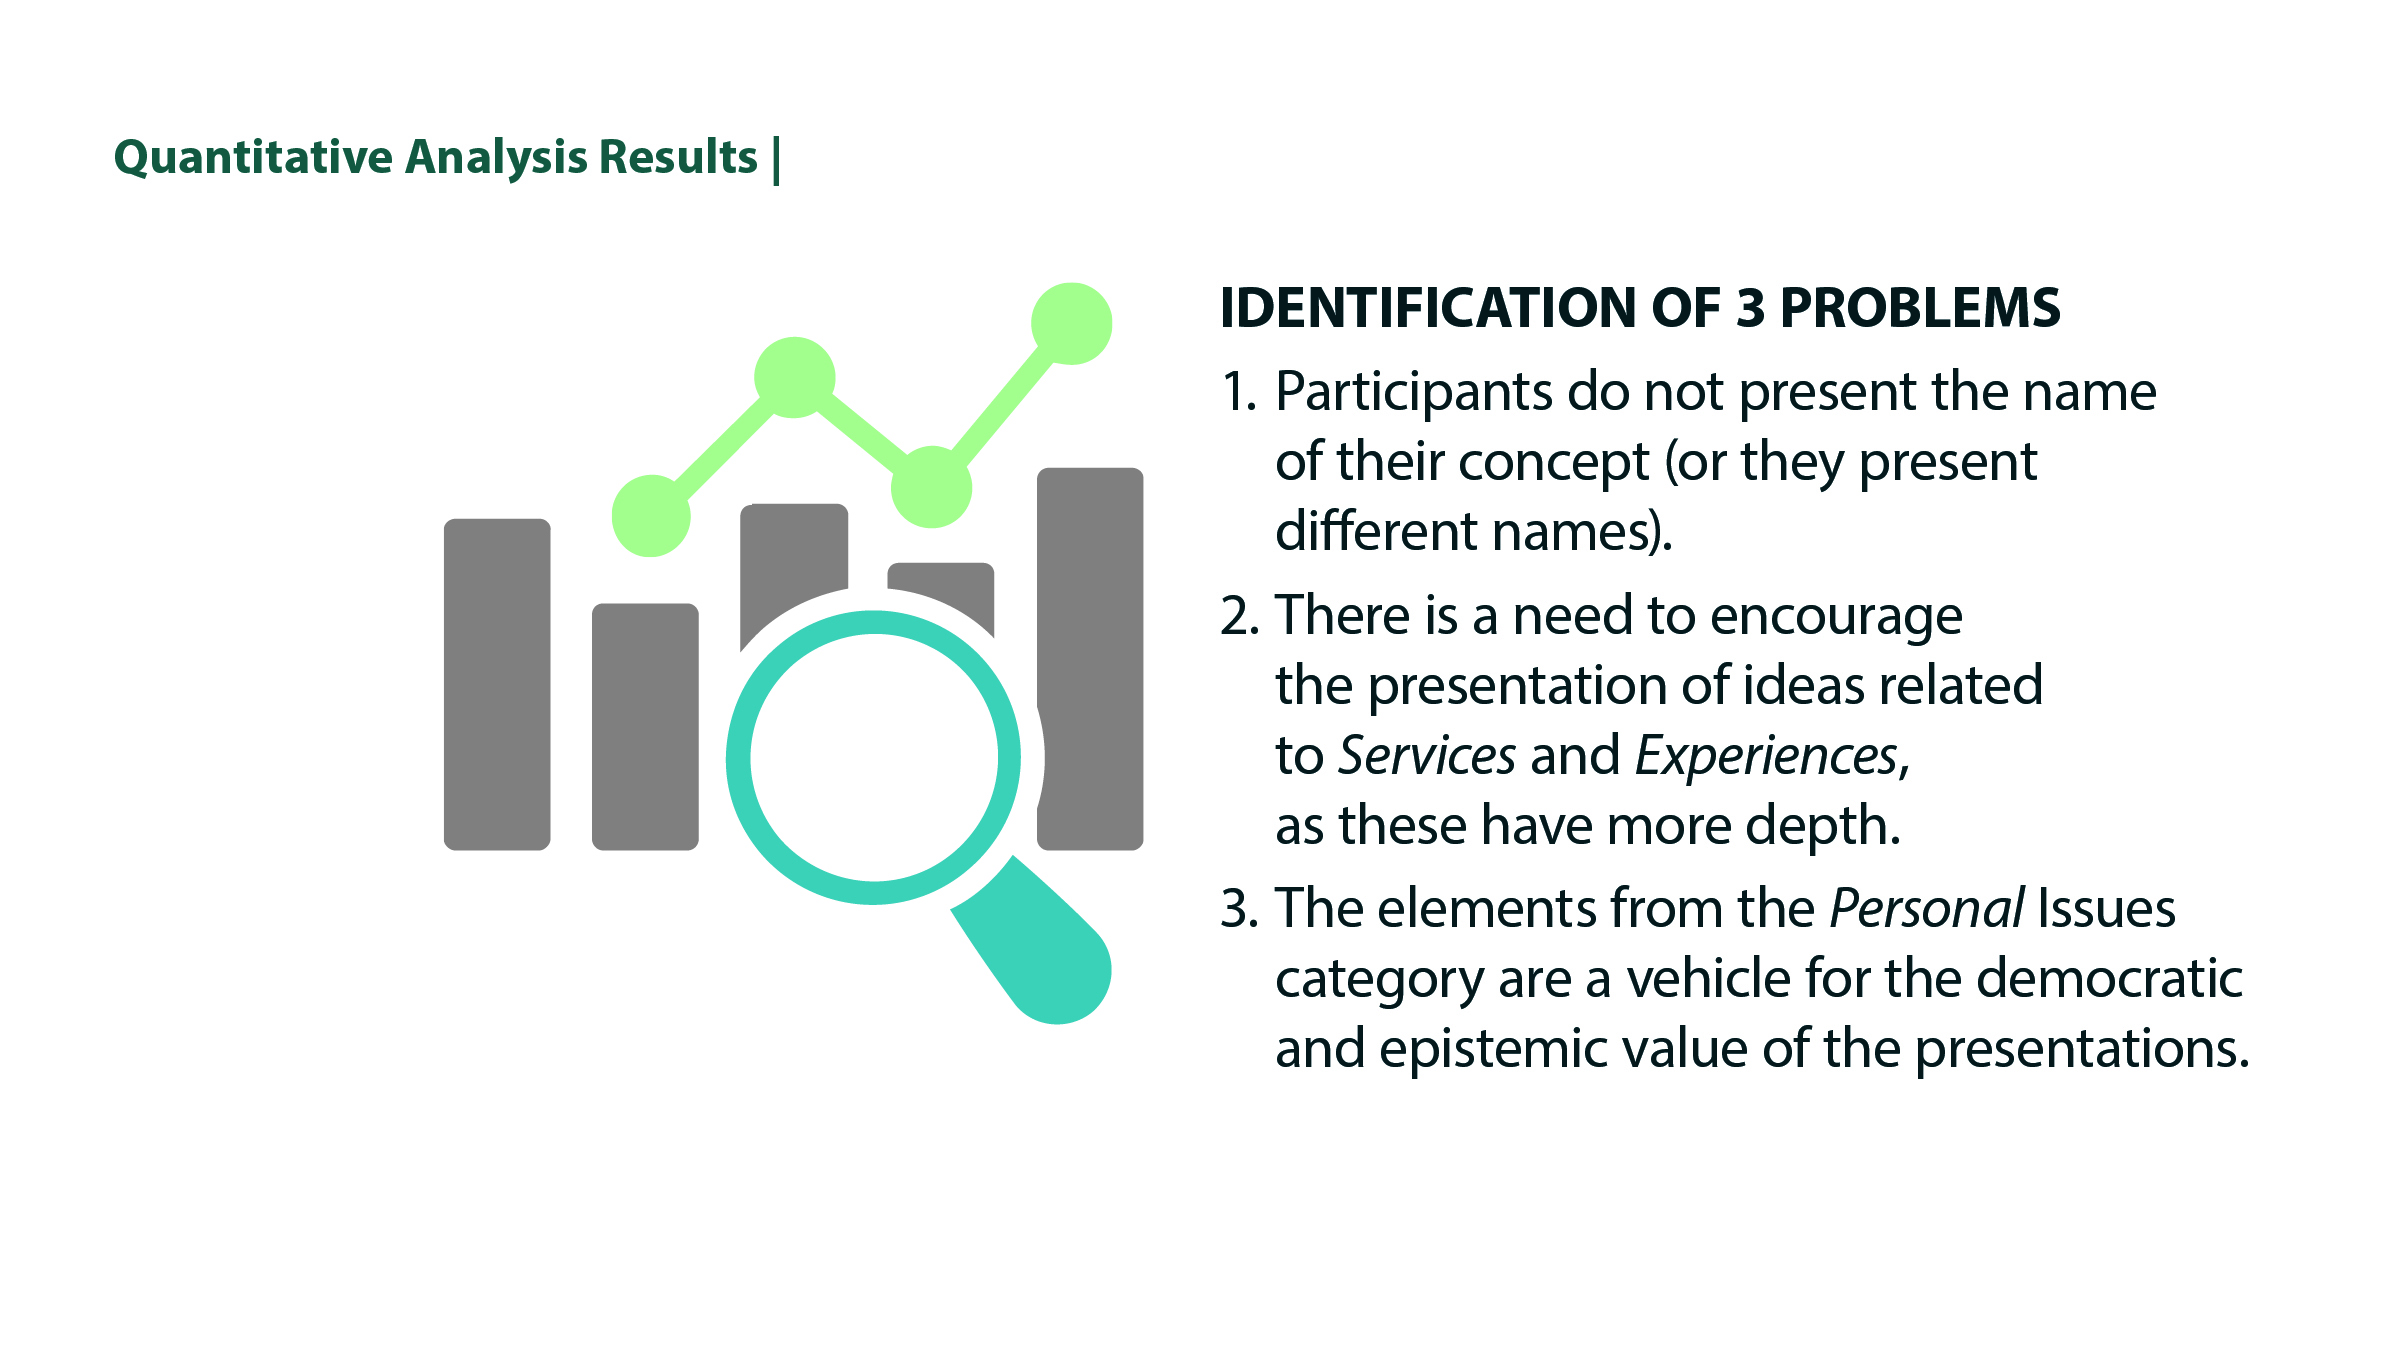 Quantitative Analysis Results |
IDENTIFICATION OF 3 PROBLEMS
1. Participants do not present the name
of their concept (or they present
different names).
2. There is a need to encourage
the presentation of ideas related
to Services and Experiences,
as these have more depth.
3. The elements from the Personal Issues
category are a vehicle for the democratic
and epistemic value of the presentations.